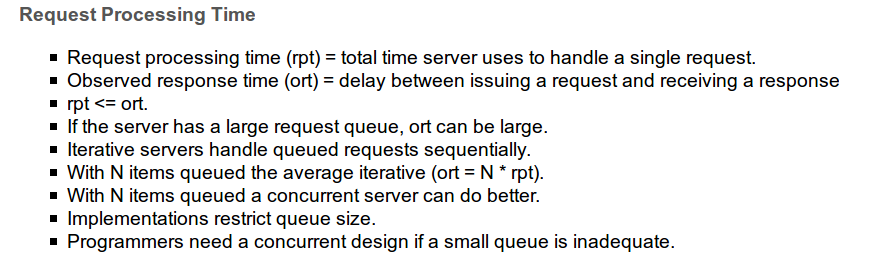 Request Processing Time
▪ Request processing time (rpt) = total time server uses to handle a single request.
▪ Observed response time (ort) = delay between issuing a request and receiving a response
▪ rpt <= ort.
▪ If the server has a large request queue, ort can be large.
▪ Iterative servers handle queued requests sequentially.
▪ With N items queued the average iterative (ort = N * rpt).
▪ With N items queued a concurrent server can do better.
▪ Implementations restrict queue size.
▪ Programmers need a concurrent design if a small queue is inadequate.